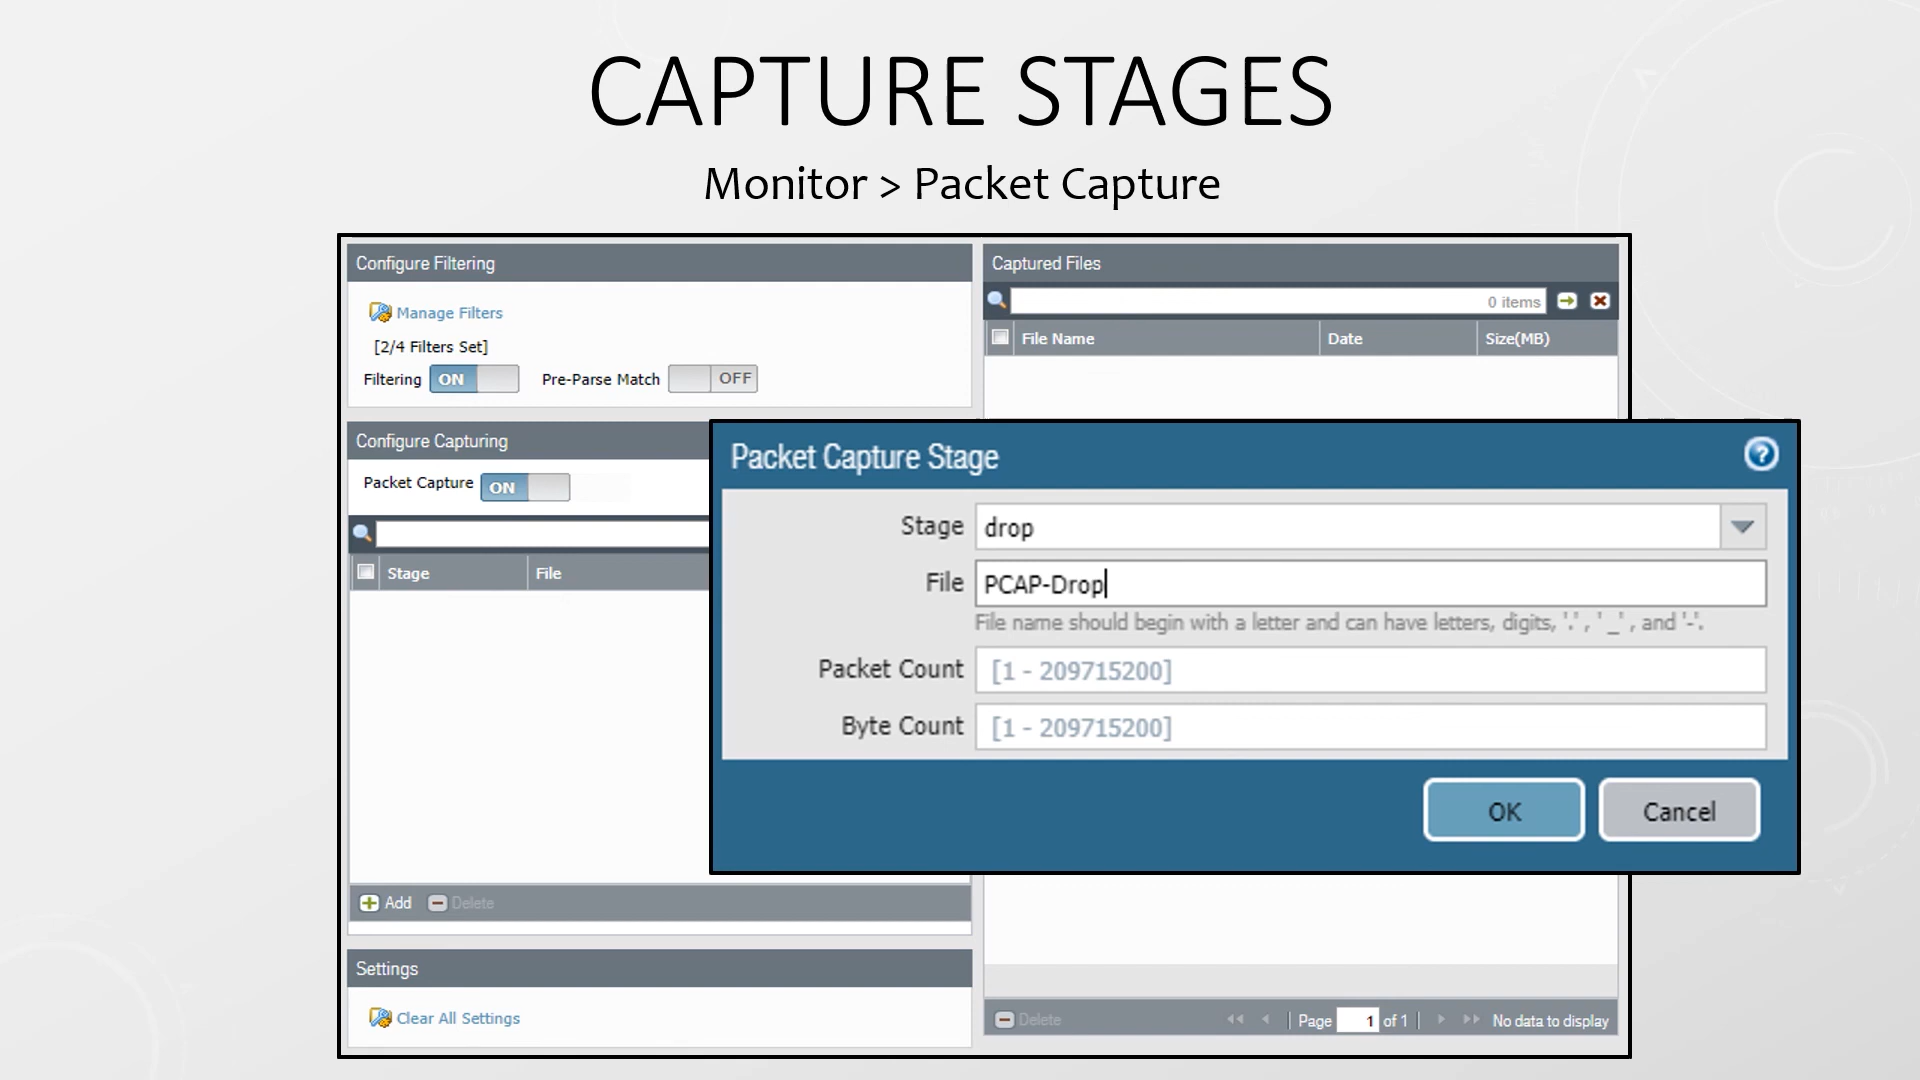 CAPTURE STAGES
Monitor > Packet Capture
Configure Filtering
Manage Filters
[2/4 Filters Set]
Filtering ON Pre-Parse Match OFF
Configure Capturing
Packet Capture ON
Stage File
Add Delete
Settings
Clear All Settings
Captured Files
0 items
File Name Date Size(MB)
Delete Page 1 of 1 No data to display
Packet Capture Stage
Stage drop
File PCAP-Drop
File name should begin with a letter and can have letters, digits, '.', '_', and '-'.
Packet Count [1 - 209715200]
Byte Count [1 - 209715200]
OK Cancel